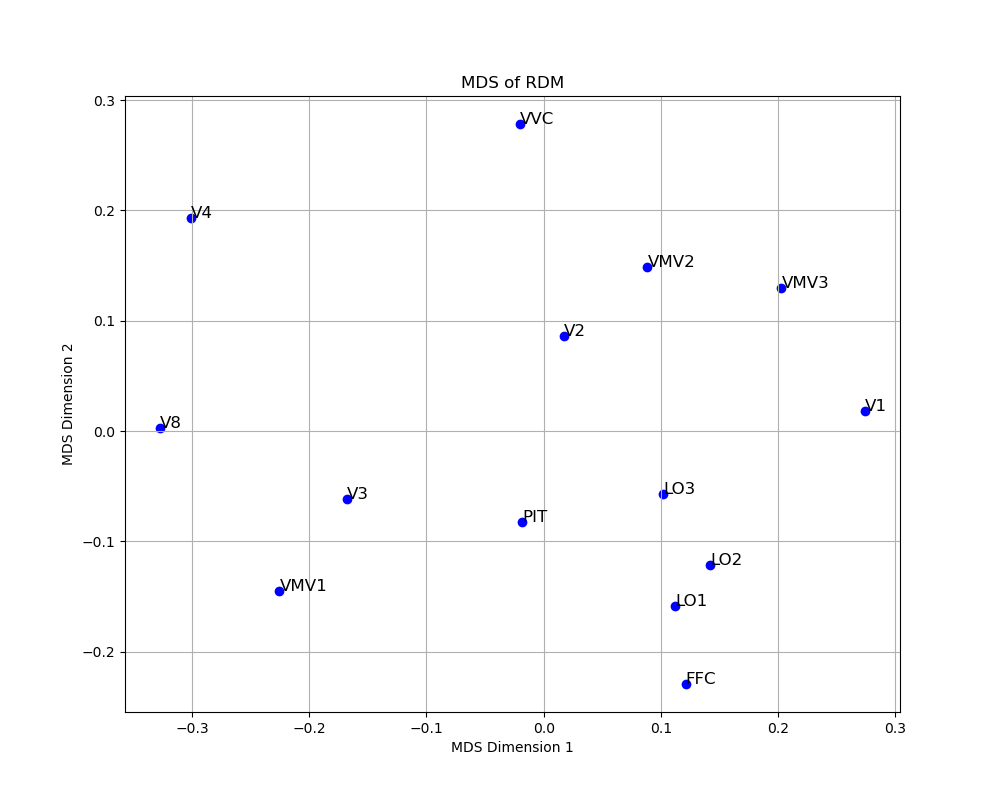 MDS of RDM
0.3
0.2
0.1
0.0
−0.1
−0.2
MDS Dimension 2
VVC
V4
VMV2
VMV3
V2
V1
V8
LO3
V3
PIT
LO2
VMV1
LO1
FFC
−0.3 −0.2 −0.1 0.0 0.1 0.2 0.3
MDS Dimension 1